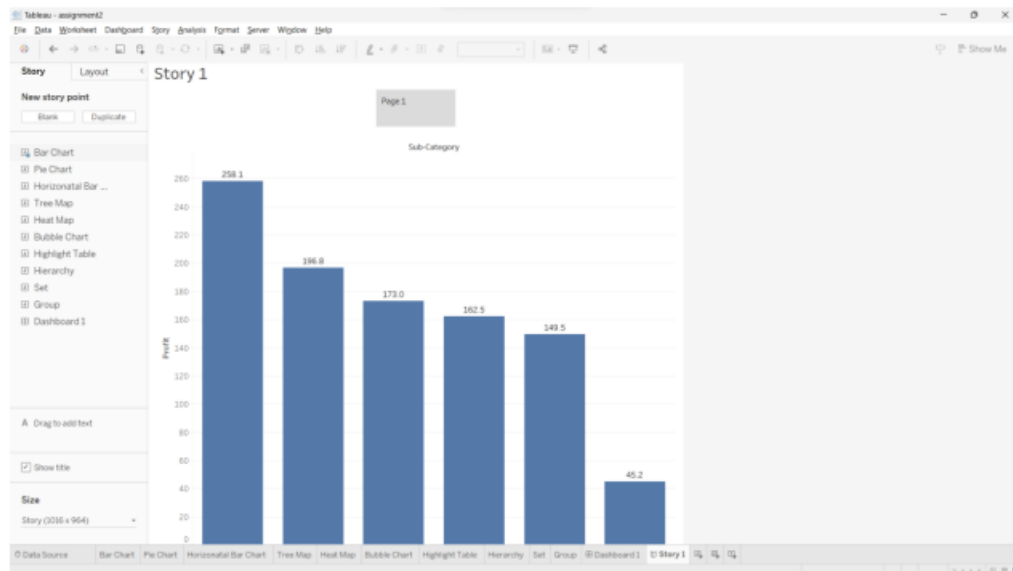 Tableau - assignment2
File Data Worksheet Dashboard Story Analysis Format Server Window Help
Show Me
Story Layout
Story 1
New story point
Blank Duplicate
Page 1
Sub-Category
Bar Chart
Pie Chart
Horizonatal Bar ...
Tree Map
Heat Map
Bubble Chart
Highlight Table
Hierarchy
Set
Group
Dashboard 1
A Drag to add text
Show title
Size
Story (1016 x 964)
Profit
260
240
220
200
180
160
140
120
100
80
60
40
20
0
258.1
196.8
173.0
162.5
149.5
45.2
Data Source Bar Chart Pie Chart Horizonatal Bar Chart Tree Map Heat Map Bubble Chart Highlight Table Hierarchy Set Group Dashboard 1 Story 1